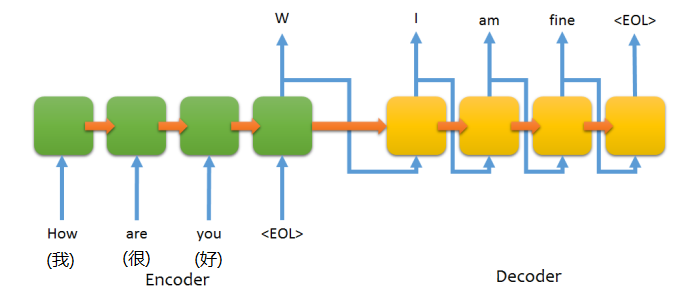 W I am fine <EOL>
How are you <EOL>
(我) (很) (好)
Encoder Decoder